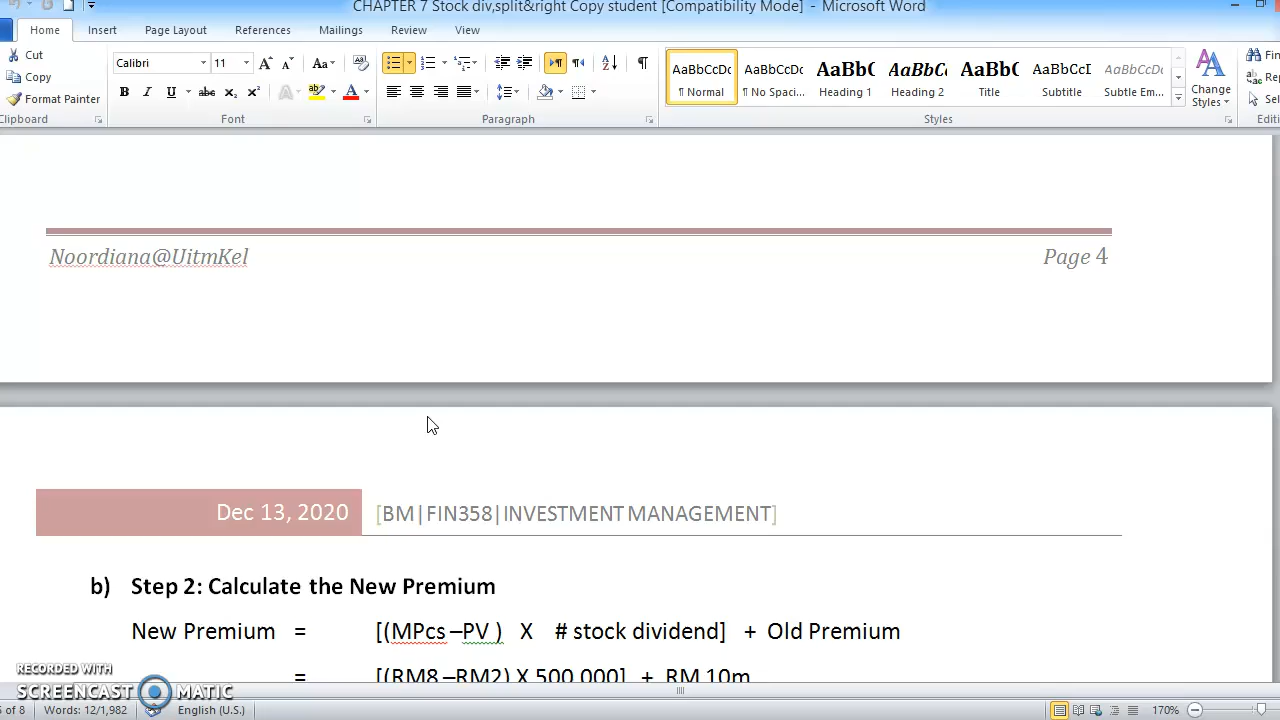 CHAPTER 7 Stock div,split&right Copy student [Compatibility Mode] - Microsoft Word
Home Insert Page Layout References Mailings Review View
Cut
Copy
Format Painter
Clipboard
Calibri 11
Font
Paragraph
AaBbCcDc AaBbCcDc AaBbC AaBbCc AaBbC AaBbCcI AaBbCcDc
¶ Normal ¶ No Spaci... Heading 1 Heading 2 Title Subtitle Subtle Em...
Styles
Change
Styles
Noordiana@UitmKel Page 4
Dec 13, 2020 [BM|FIN358|INVESTMENT MANAGEMENT]
b) Step 2: Calculate the New Premium
New Premium = [(MPcs –PV ) X # stock dividend] + Old Premium
= [(RM8 –RM2) X 500,000] + RM 10m
RECORDED WITH
SCREENCAST MATIC
of 8 Words: 12/1,982 English (U.S.) 170%